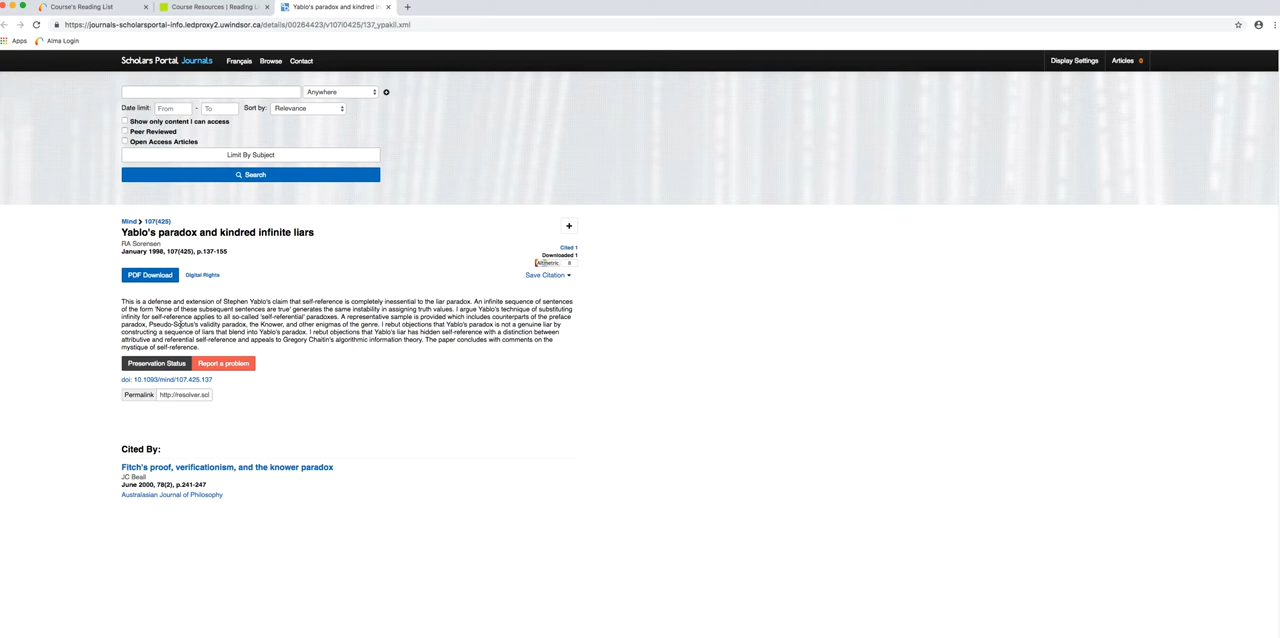 Course's Reading List
Course Resources | Reading Li
Yablo's paradox and kindred in
https://journals-scholarsportal-info.ledproxy2.uwindsor.ca/details/00264423/v107i0425/137_ypakil.xml
Apps Alma Login
Scholars Portal Journals Français Browse Contact Display Settings Articles 0
Anywhere
Date limit: From - To Sort by: Relevance
Show only content I can access
Peer Reviewed
Open Access Articles
Limit By Subject
Search
Mind > 107(425)
Yablo's paradox and kindred infinite liars
RA Sorensen
January 1998, 107(425), p.137-155
Cited 1
Downloaded 1
Altmetric 8
PDF Download Digital Rights Save Citation
This is a defense and extension of Stephen Yablo's claim that self-reference is completely inessential to the liar paradox. An infinite sequence of sentences
of the form 'None of these subsequent sentences are true' generates the same instability in assigning truth values. I argue Yablo's technique of substituting
infinity for self-reference applies to all so-called 'self-referential' paradoxes. A representative sample is provided which includes counterparts of the preface
paradox, Pseudo-Scotus's validity paradox, the Knower, and other enigmas of the genre. I rebut objections that Yablo's paradox is not a genuine liar by
constructing a sequence of liars that blend into Yablo's paradox. I rebut objections that Yablo's liar has hidden self-reference with a distinction between
attributive and referential self-reference and appeals to Gregory Chaitin's algorithmic information theory. The paper concludes with comments on the
mystique of self-reference.
Preservation Status Report a problem
doi: 10.1093/mind/107.425.137
Permalink http://resolver.scl
Cited By:
Fitch's proof, verificationism, and the knower paradox
JC Beall
June 2000, 78(2), p.241-247
Australasian Journal of Philosophy